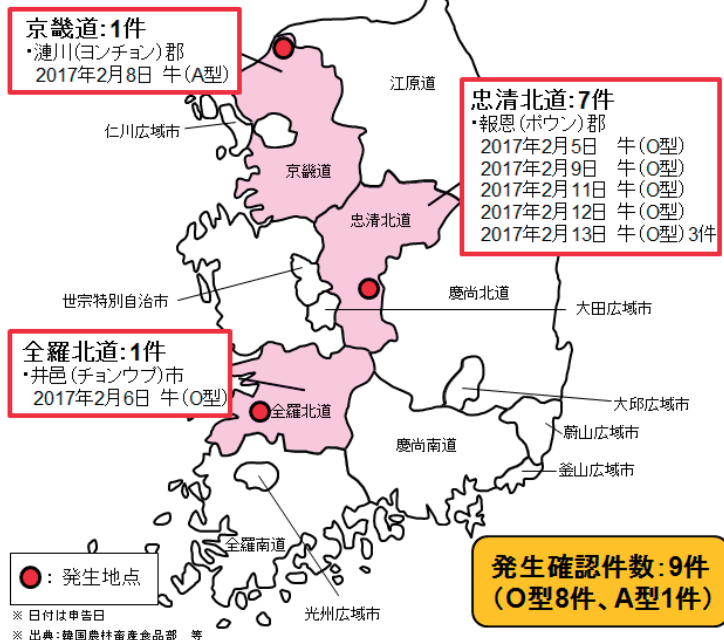 京畿道:1件
・漣川(ヨンチョン)郡
2017年2月8日 牛(A型)
江原道
仁川広域市
京畿道
忠清北道:7件
・報恩(ボウン)郡
2017年2月5日 牛(O型)
2017年2月9日 牛(O型)
2017年2月11日 牛(O型)
2017年2月12日 牛(O型)
2017年2月13日 牛(O型)3件
忠清北道
世宗特別自治市
慶尚北道
大田広域市
全羅北道:1件
・井邑(チョンウプ)市
2017年2月6日 牛(O型)
全羅北道
大邱広域市
慶尚南道
蔚山広域市
釜山広域市
全羅南道
:発生地点
光州広域市
発生確認件数:9件
(O型8件、A型1件)
※ 日付は申告日
※ 出典:韓国農林畜産食品部 等